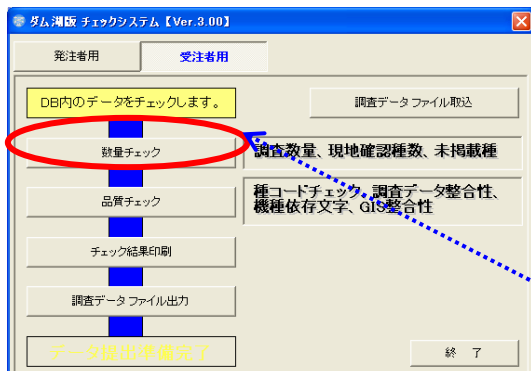 ダム湖版 チェックシステム【Ver.3.00】
発注者用
受注者用
DB内のデータをチェックします。
調査データファイル取込
数量チェック
調査数量、現地確認種数、未掲載種
品質チェック
種コードチェック、調査データ整合性、
機種依存文字、GIS整合性
チェック結果印刷
調査データファイル出力
データ提出準備完了
終 了